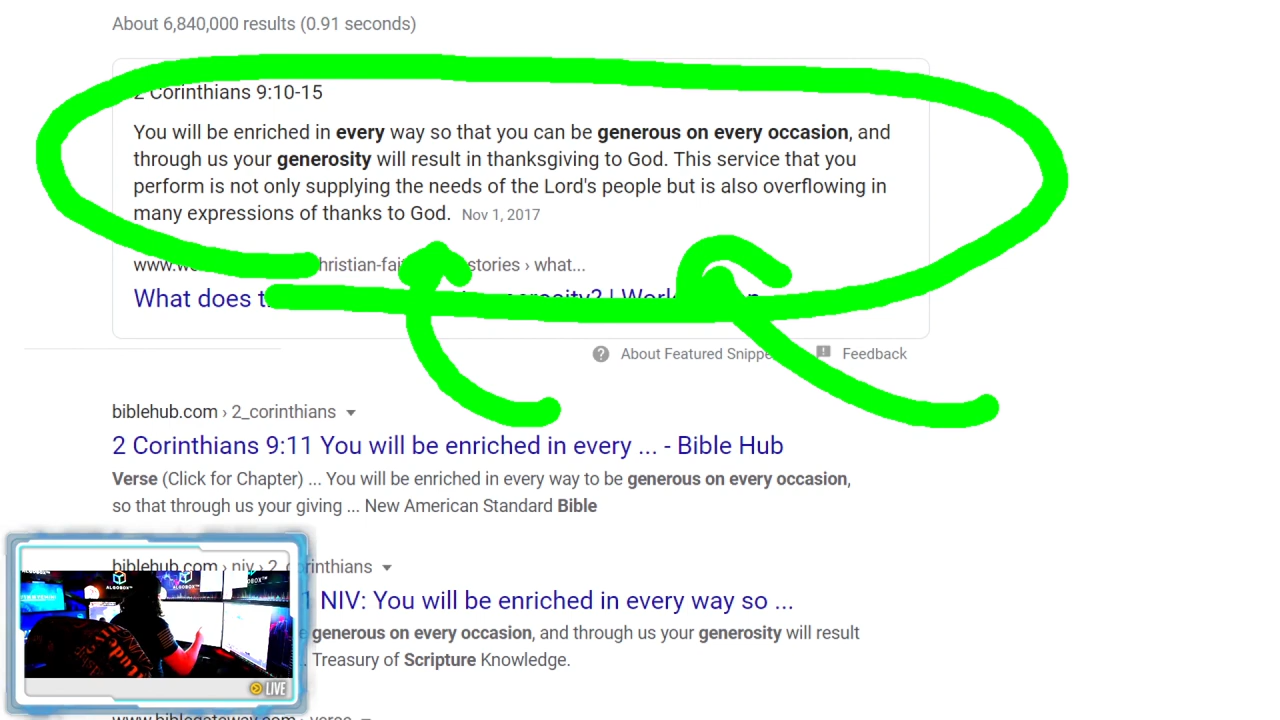 About 6,840,000 results (0.91 seconds)
2 Corinthians 9:10-15
You will be enriched in every way so that you can be generous on every occasion, and
through us your generosity will result in thanksgiving to God. This service that you
perform is not only supplying the needs of the Lord's people but is also overflowing in
many expressions of thanks to God. Nov 1, 2017
stories › what...
What does
About Featured
Feedback
biblehub.com › 2_corinthians
2 Corinthians 9:11 You will be enriched in every ... - Bible Hub
Verse (Click for Chapter) ... You will be enriched in every way to be generous on every occasion,
so that through us your giving ... New American Standard Bible
biblehub.com › niv › 2_corinthians
NIV: You will be enriched in every way so ...
generous on every occasion, and through us your generosity will result
. Treasury of Scripture Knowledge.
ALGOBOX™
ALGOBOX™
LIVE